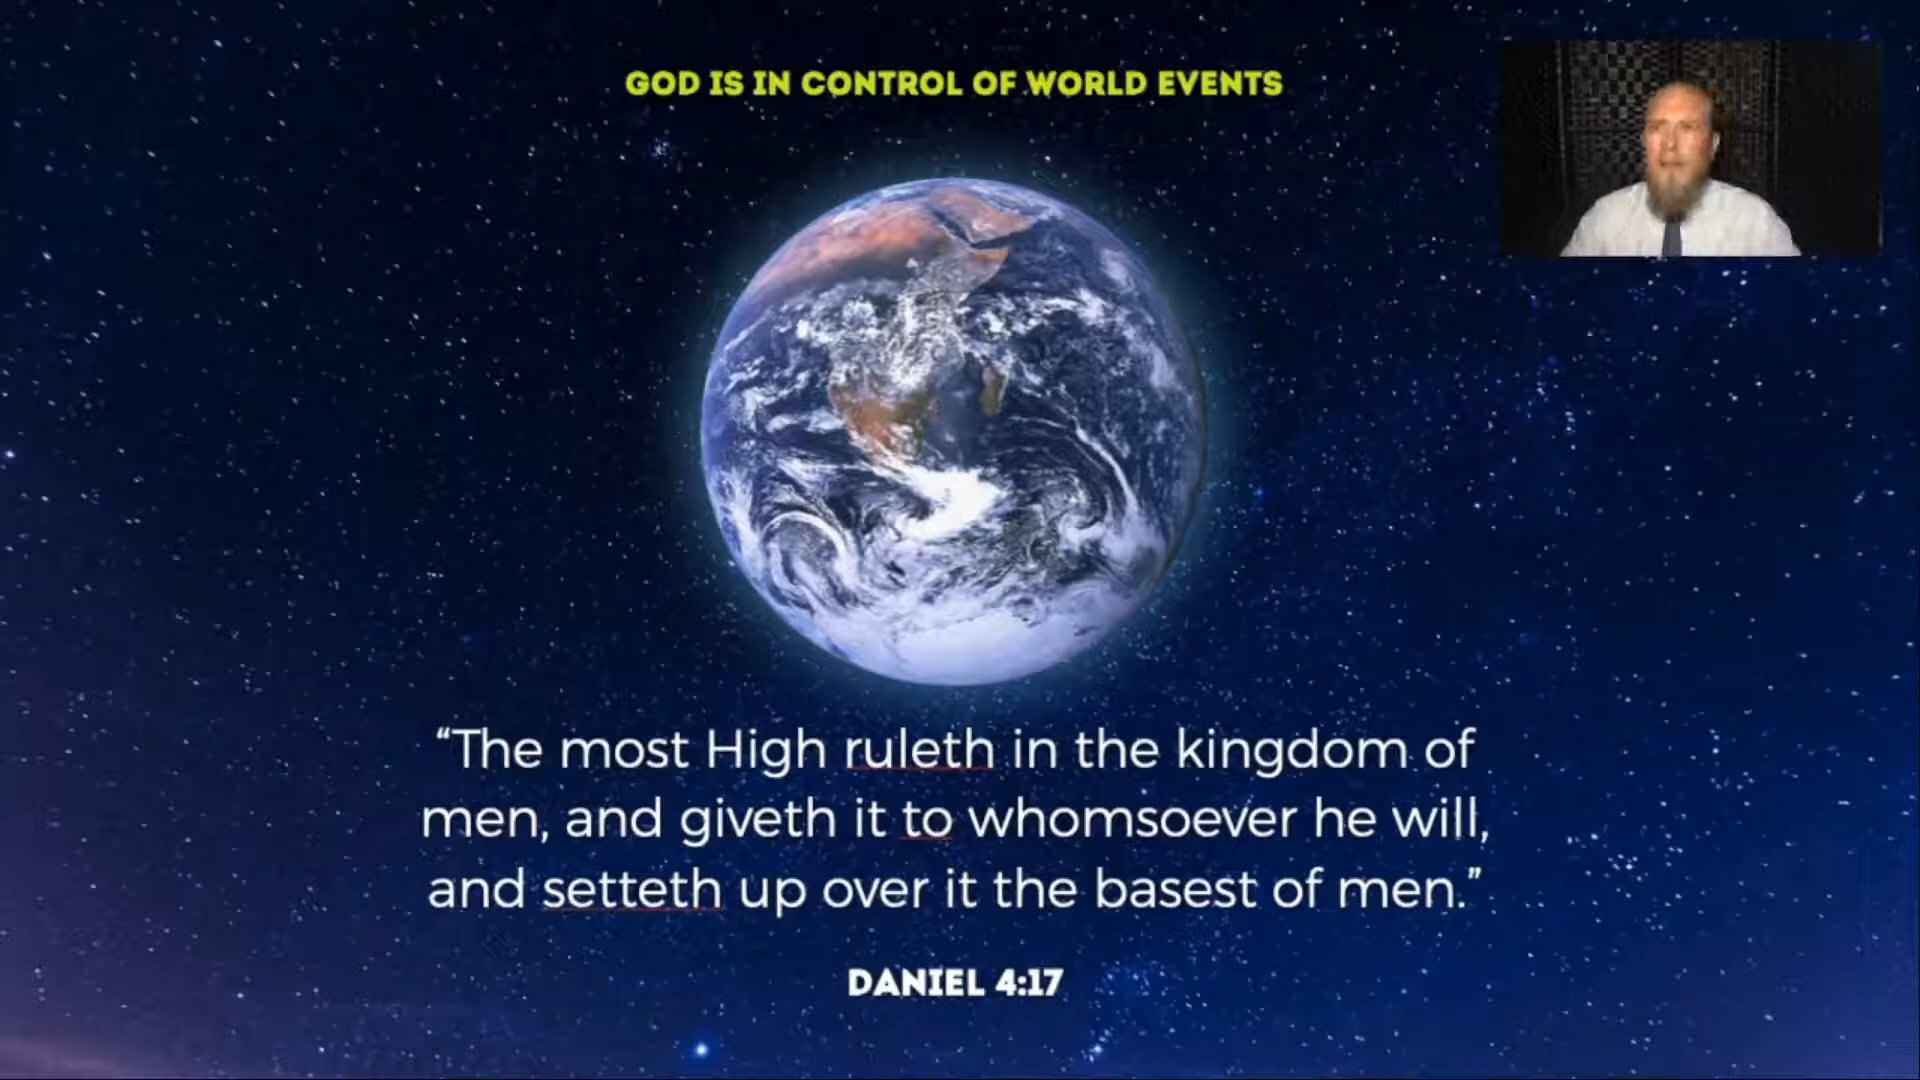 GOD IS IN CONTROL OF WORLD EVENTS
“The most High ruleth in the kingdom of
men, and giveth it to whomsoever he will,
and setteth up over it the basest of men.”
DANIEL 4:17